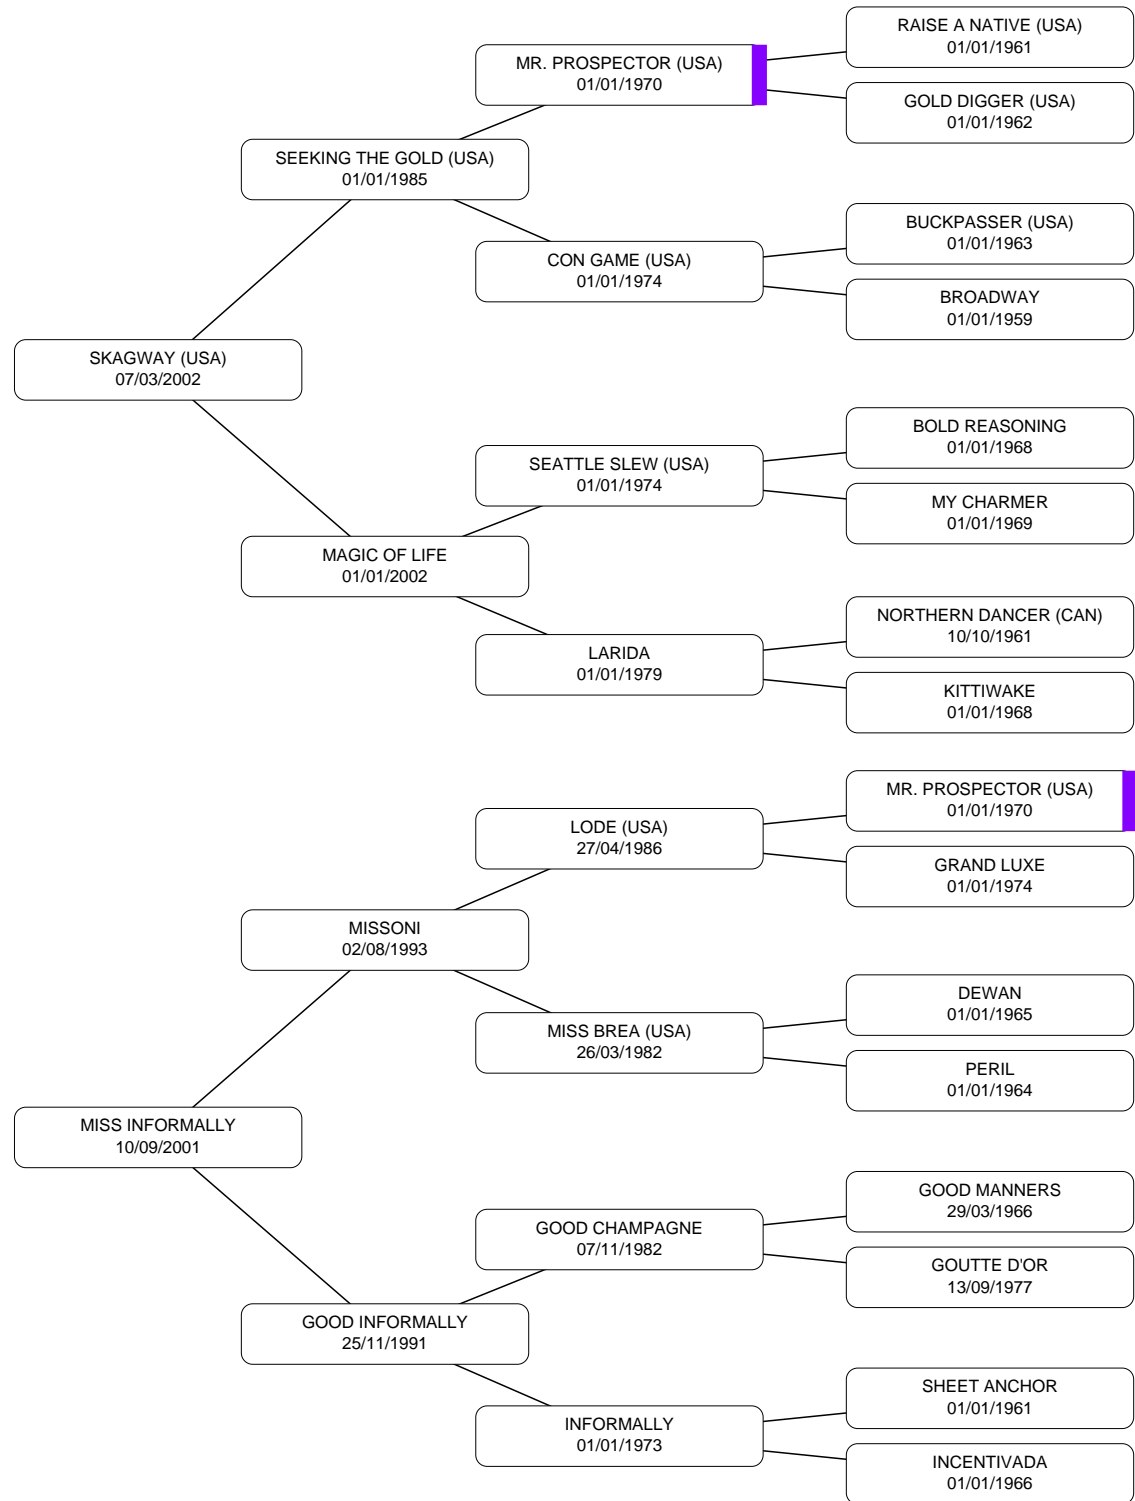 RAISE A NATIVE (USA)
01/01/1961
MR. PROSPECTOR (USA)
01/01/1970
GOLD DIGGER (USA)
01/01/1962
SEEKING THE GOLD (USA)
01/01/1985
BUCKPASSER (USA)
01/01/1963
CON GAME (USA)
01/01/1974
BROADWAY
01/01/1959
SKAGWAY (USA)
07/03/2002
BOLD REASONING
01/01/1968
SEATTLE SLEW (USA)
01/01/1974
MY CHARMER
01/01/1969
MAGIC OF LIFE
01/01/2002
NORTHERN DANCER (CAN)
10/10/1961
LARIDA
01/01/1979
KITTIWAKE
01/01/1968
MR. PROSPECTOR (USA)
01/01/1970
LODE (USA)
27/04/1986
GRAND LUXE
01/01/1974
MISSONI
02/08/1993
DEWAN
01/01/1965
MISS BREA (USA)
26/03/1982
PERIL
01/01/1964
MISS INFORMALLY
10/09/2001
GOOD MANNERS
29/03/1966
GOOD CHAMPAGNE
07/11/1982
GOUTTE D'OR
13/09/1977
GOOD INFORMALLY
25/11/1991
SHEET ANCHOR
01/01/1961
INFORMALLY
01/01/1973
INCENTIVADA
01/01/1966